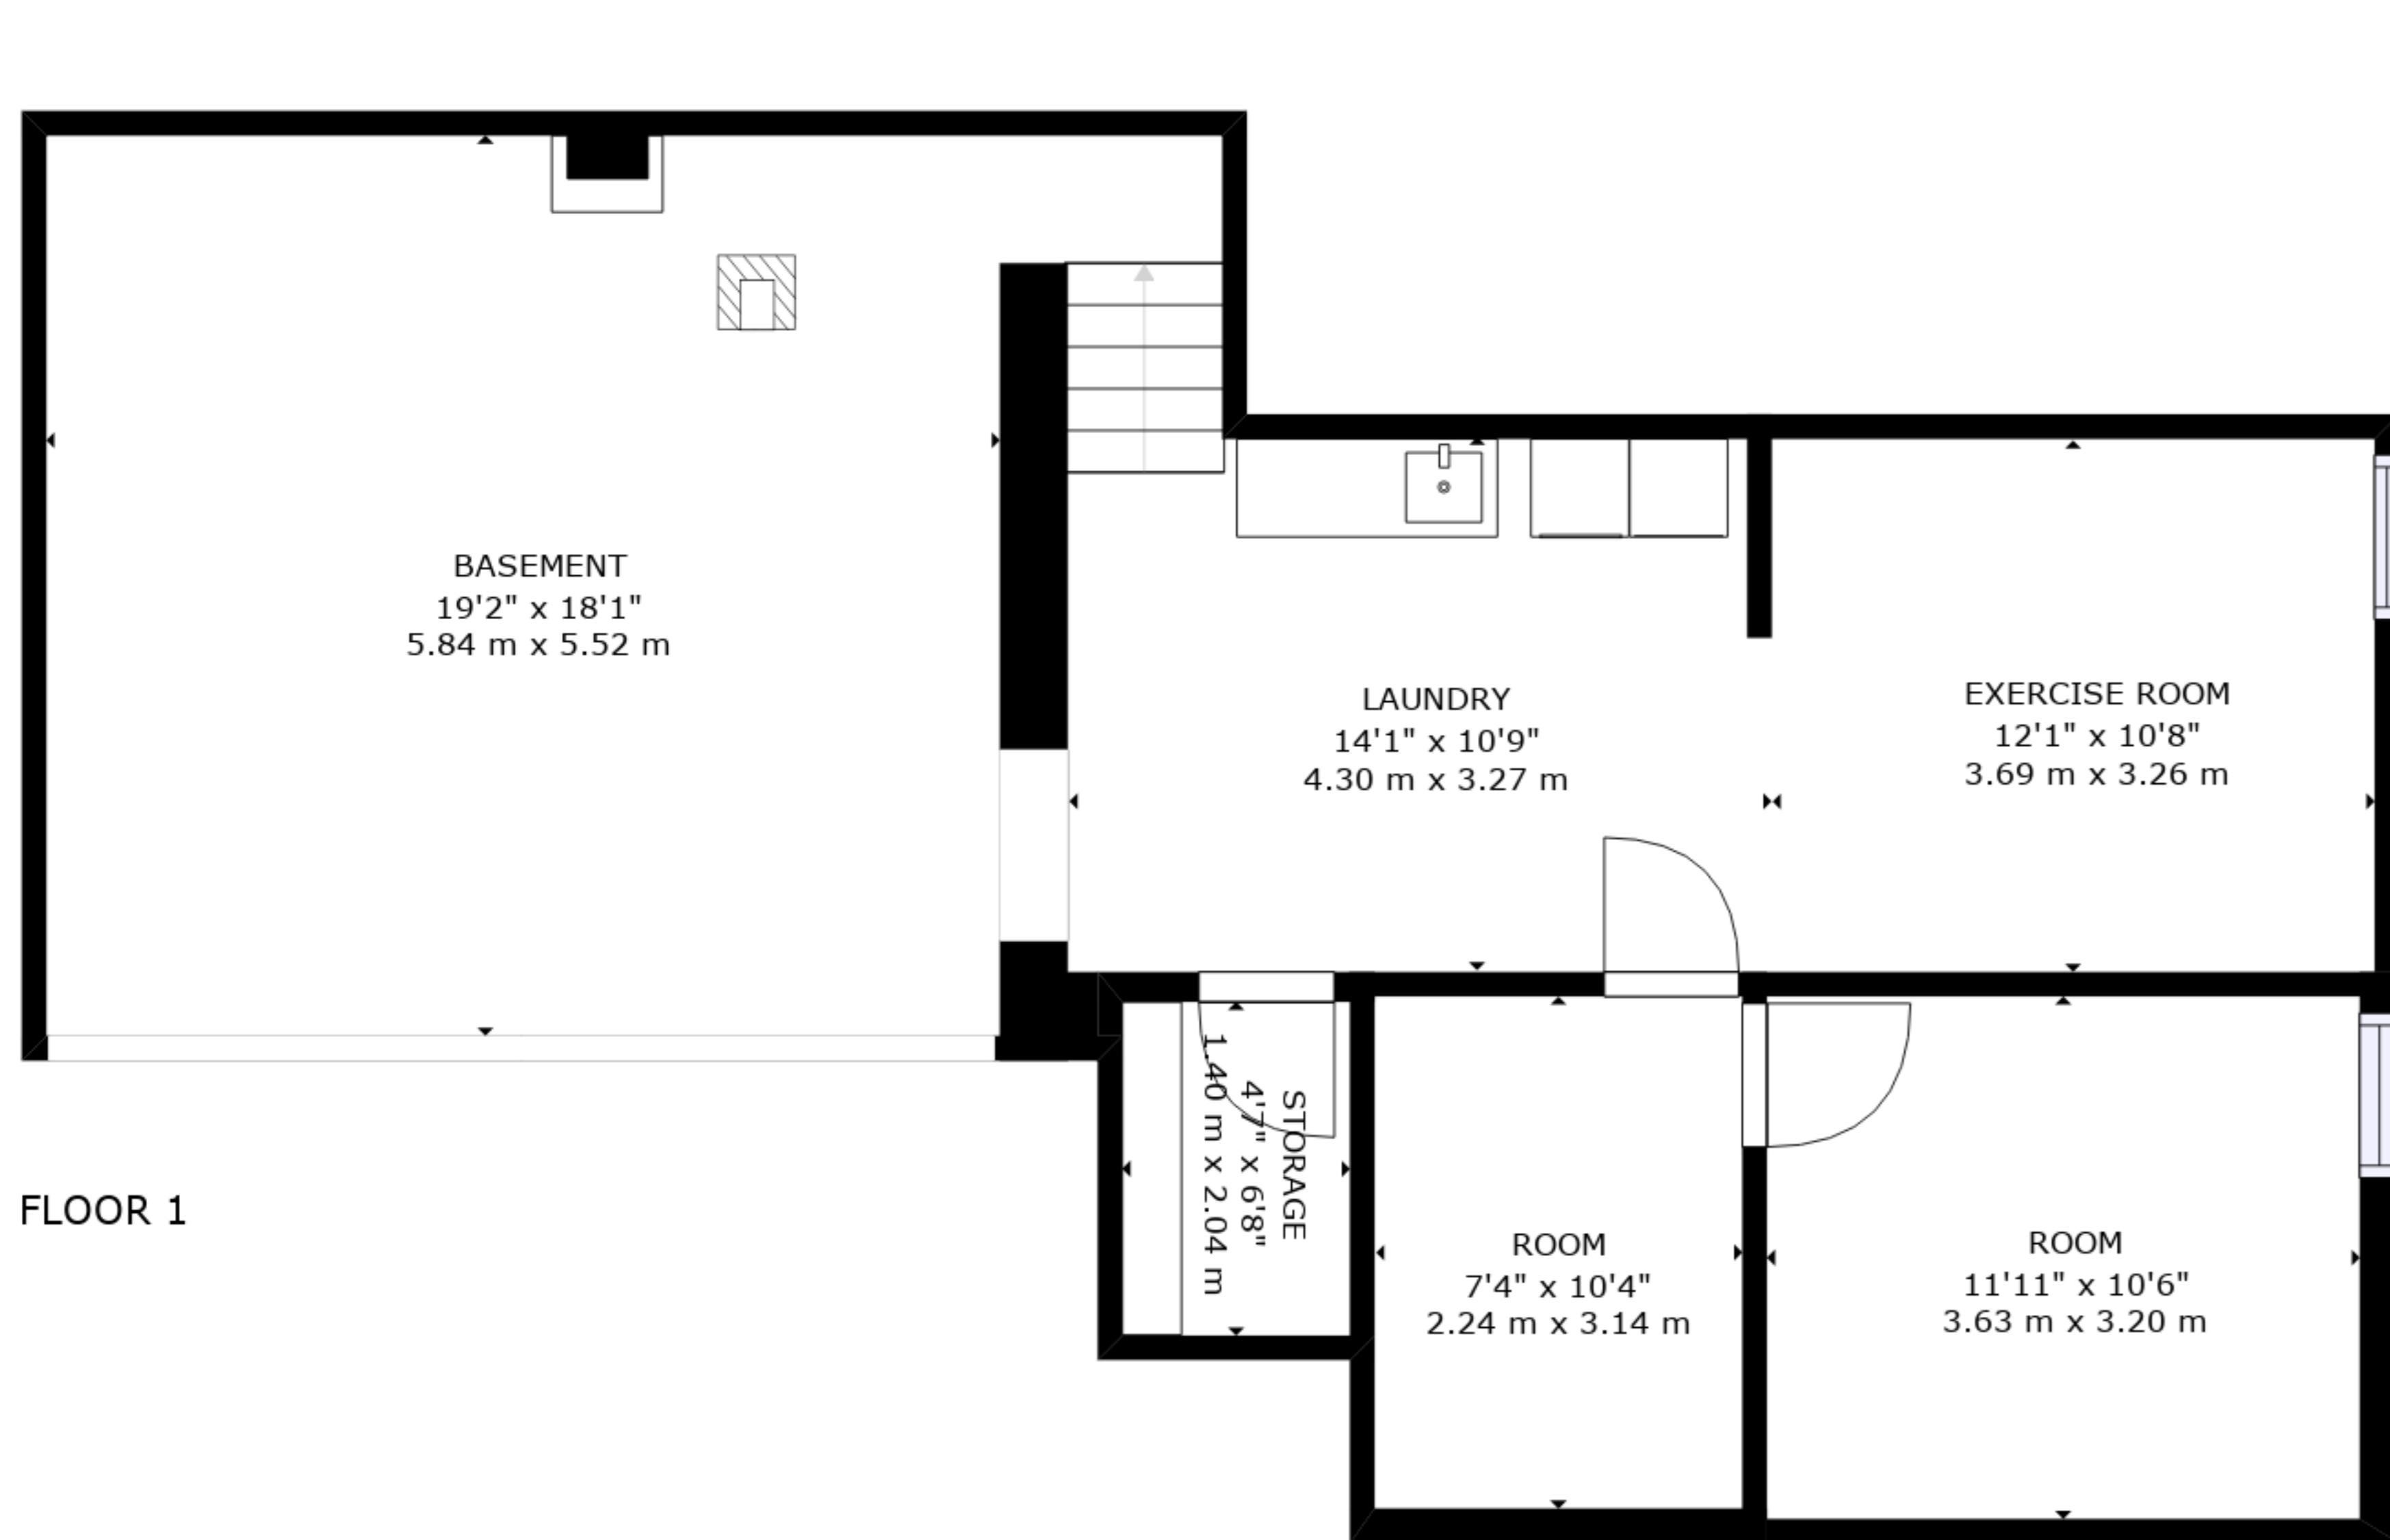 BASEMENT
19'2" x 18'1"
5.84 m x 5.52 m
LAUNDRY
14'1" x 10'9"
4.30 m x 3.27 m
EXERCISE ROOM
12'1" x 10'8"
3.69 m x 3.26 m
STORAGE
4'7" x 6'8"
1.40 m x 2.04 m
FLOOR 1
ROOM
7'4" x 10'4"
2.24 m x 3.14 m
ROOM
11'11" x 10'6"
3.63 m x 3.20 m